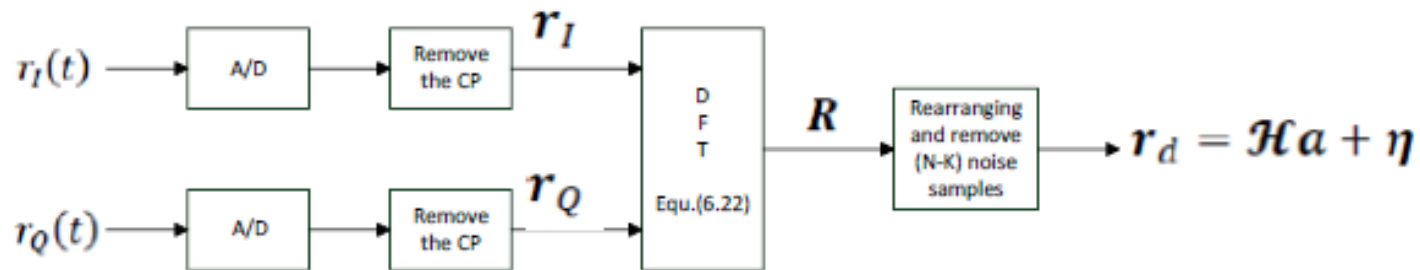 r_I(t)
A/D
Remove
the CP
r_I
D
F
T
Equ.(6.22)
R
Rearranging
and remove
(N-K) noise
samples
r_d = ℋa + η
r_Q(t)
A/D
Remove
the CP
r_Q